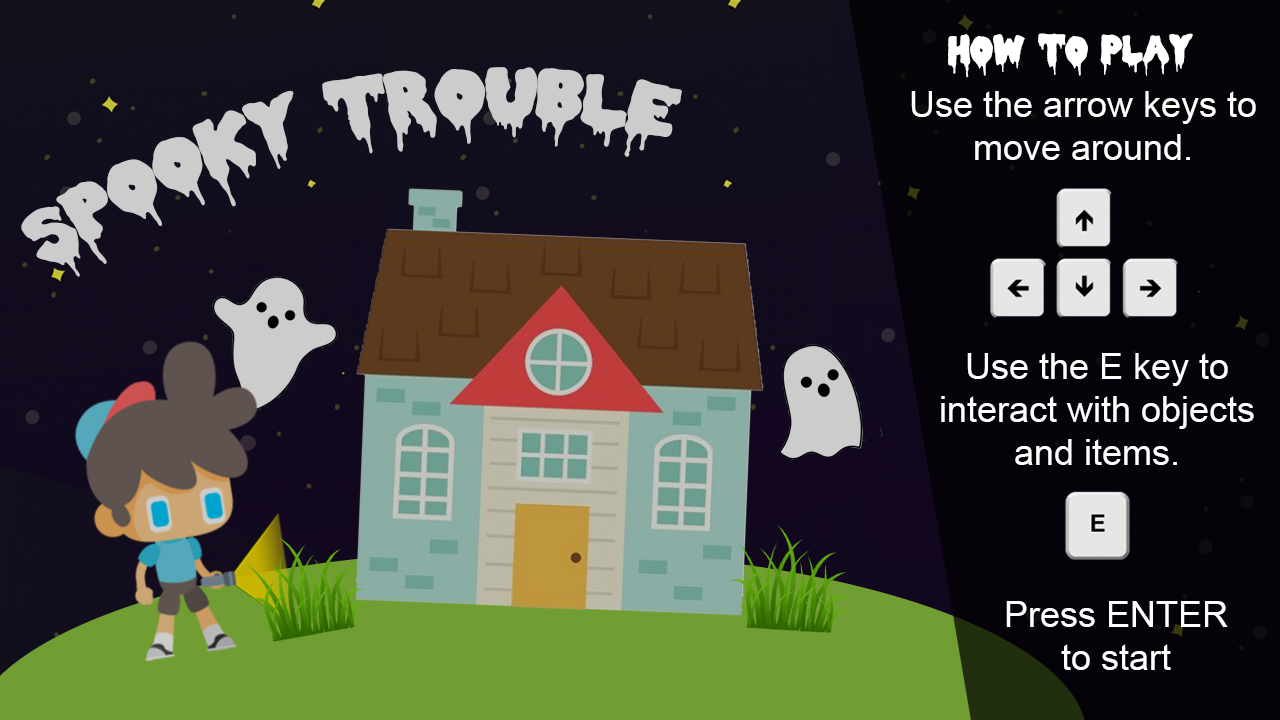 SPOOKY TROUBLE
HOW TO PLAY
Use the arrow keys to
move around.
Use the E key to
interact with objects
and items.
E
Press ENTER
to start